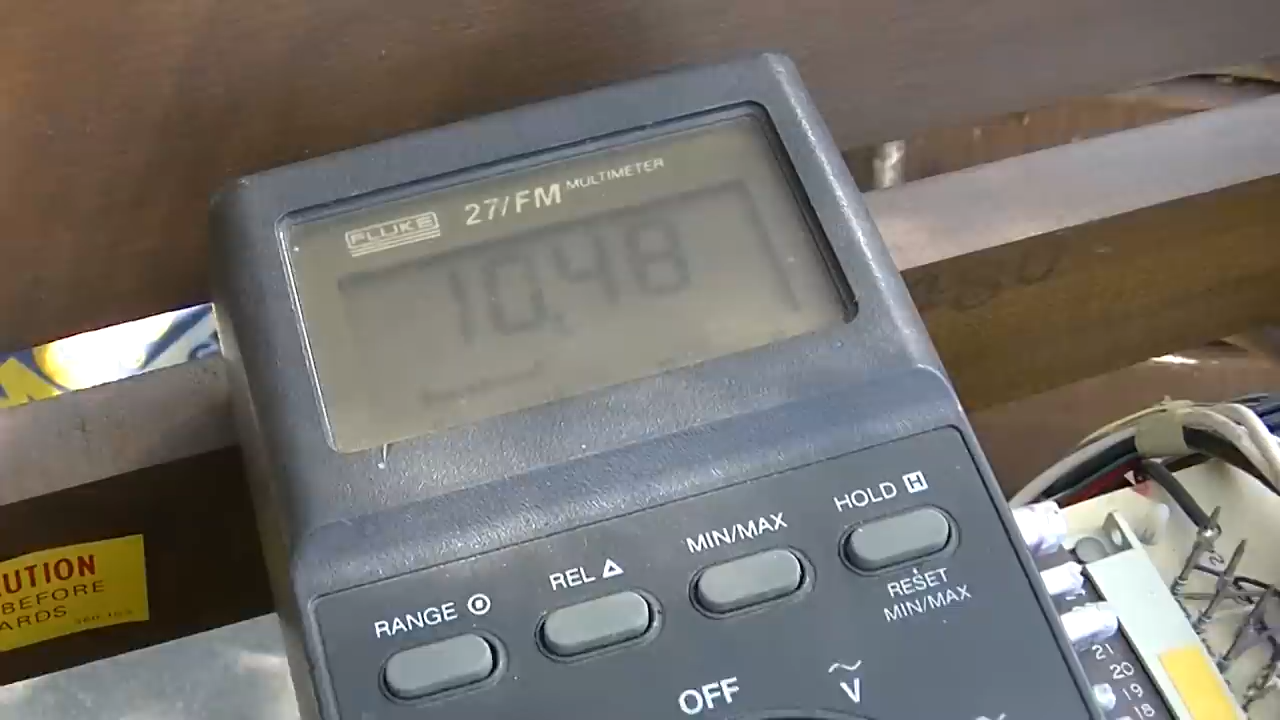 FLUKE 27/FM MULTIMETER
10.48
HOLD H
MIN/MAX
REL △
RANGE
RESET
MIN/MAX
OFF
V
UTION
BEFORE
ARDS
21
20
19
18